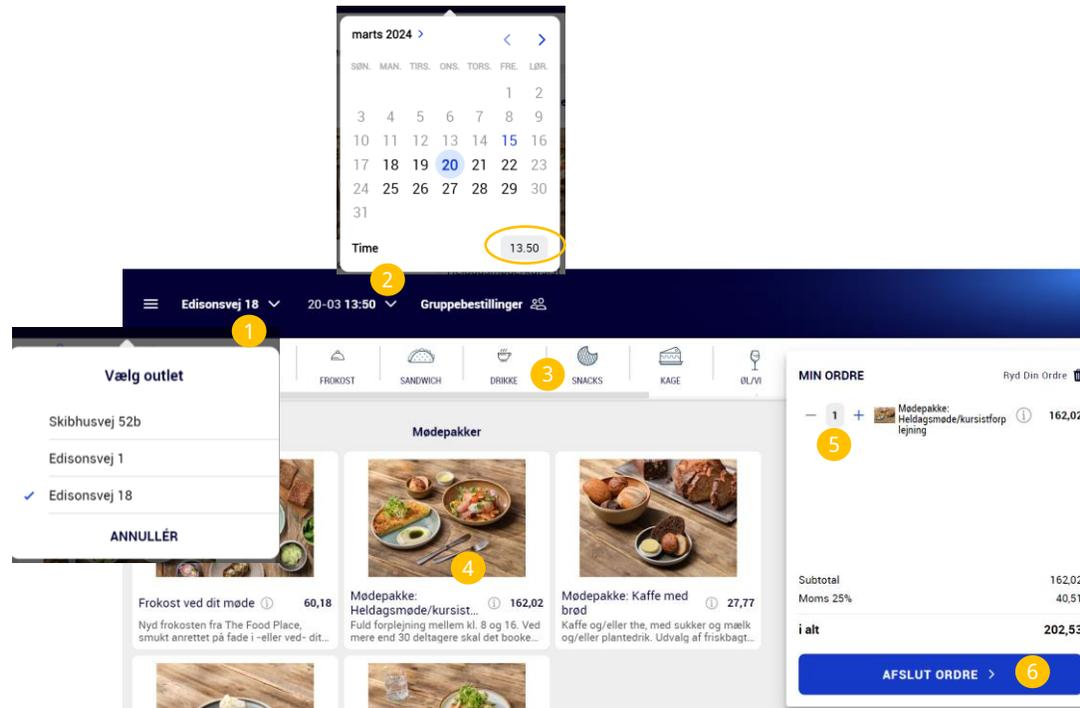 marts 2024 >
SØN. MAN. TIRS. ONS. TORS. FRE. LØR.
1 2
3 4 5 6 7 8 9
10 11 12 13 14 15 16
17 18 19 20 21 22 23
24 25 26 27 28 29 30
31
Time 13.50
2
Edisonsvej 18 20-03 13:50 Gruppebestillinger
1
Vælg outlet
Skibhusvej 52b
Edisonsvej 1
Edisonsvej 18
ANNULLÉR
FROKOST SANDWICH DRIKKE 3 SNACKS KAGE ØL/VI
Mødepakker
4
Frokost ved dit møde 60,18
Nyd frokosten fra The Food Place,
smukt anrettet på fade i -eller ved- dit...
Mødepakke:
Heldagsmøde/kursist... 162,02
Fuld forplejning mellem kl. 8 og 16. Ved
mere end 30 deltagere skal det booke...
Mødepakke: Kaffe med
brød 27,77
Kaffe og/eller the, med sukker og mælk
og/eller plantedrik. Udvalg af friskbagt...
MIN ORDRE Ryd Din Ordre
− 1 + Mødepakke:
Heldagsmøde/kursistforp
lejning 162,02
5
Subtotal 162,02
Moms 25% 40,51
i alt 202,53
AFSLUT ORDRE > 6